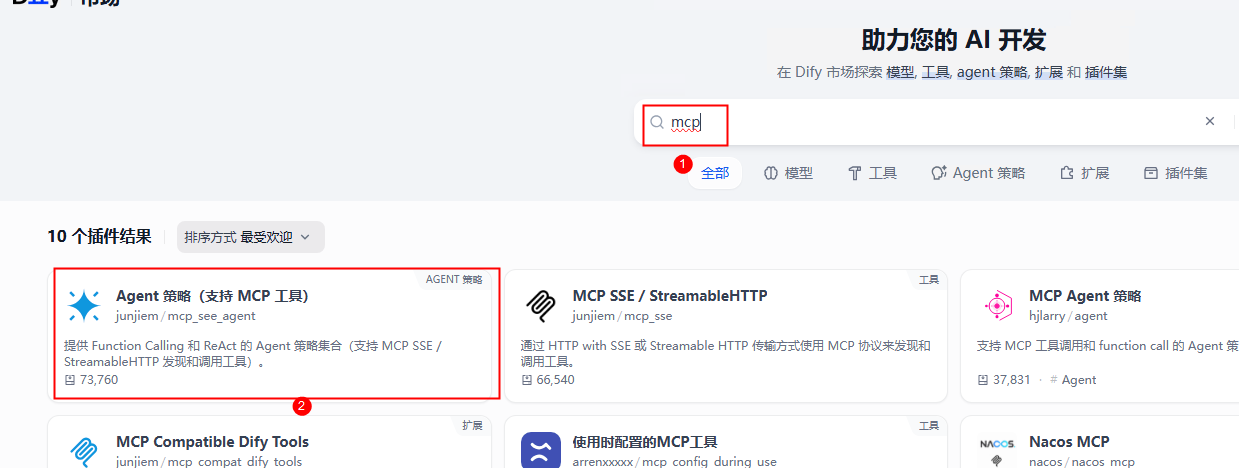 Dify 市场
助力您的 AI 开发
在 Dify 市场探索 模型, 工具, agent 策略, 扩展 和 插件集
mcp
1
全部 模型 工具 Agent 策略 扩展 插件集
10 个插件结果 排序方式 最受欢迎
AGENT 策略
Agent 策略（支持 MCP 工具）
junjiem / mcp_see_agent
提供 Function Calling 和 ReAct 的 Agent 策略集合（支持 MCP SSE /
StreamableHTTP 发现和调用工具）。
73,760
2
工具
MCP SSE / StreamableHTTP
junjiem / mcp_sse
通过 HTTP with SSE 或 Streamable HTTP 传输方式使用 MCP 协议来发现和
调用工具。
66,540
MCP Agent 策略
hjlarry / agent
支持 MCP 工具调用和 function call 的 Agent 策
37,831 · # Agent
扩展
MCP Compatible Dify Tools
junjiem / mcp_compat_dify_tools
工具
使用时配置的MCP工具
arrenxxxxx / mcp_config_during_use
NACOS.
Nacos MCP
nacos / nacos_mcp